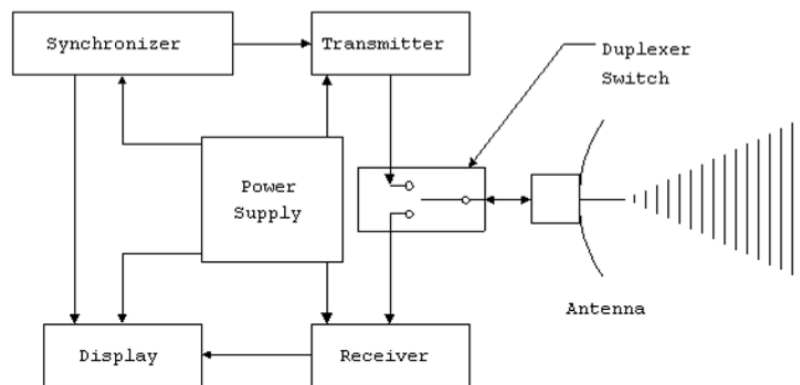 Synchronizer
Transmitter
Duplexer
Switch
Power
Supply
Antenna
Display
Receiver